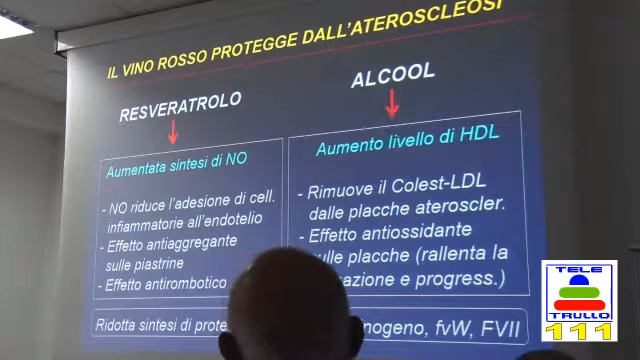 IL VINO ROSSO PROTEGGE DALL'ATEROSCLEOSI
RESVERATROLO
Aumentata sintesi di NO
- NO riduce l'adesione di cell.
infiammatorie all'endotelio
- Effetto antiaggregante
sulle piastrine
- Effetto antirombotico
ALCOOL
Aumento livello di HDL
- Rimuove il Colest-LDL
dalle placche ateroscler.
- Effetto antiossidante
ulle placche (rallenta la
azione e progress.)
Ridotta sintesi di prote nogeno, fvW, FVII
TELE
TRULLO
111